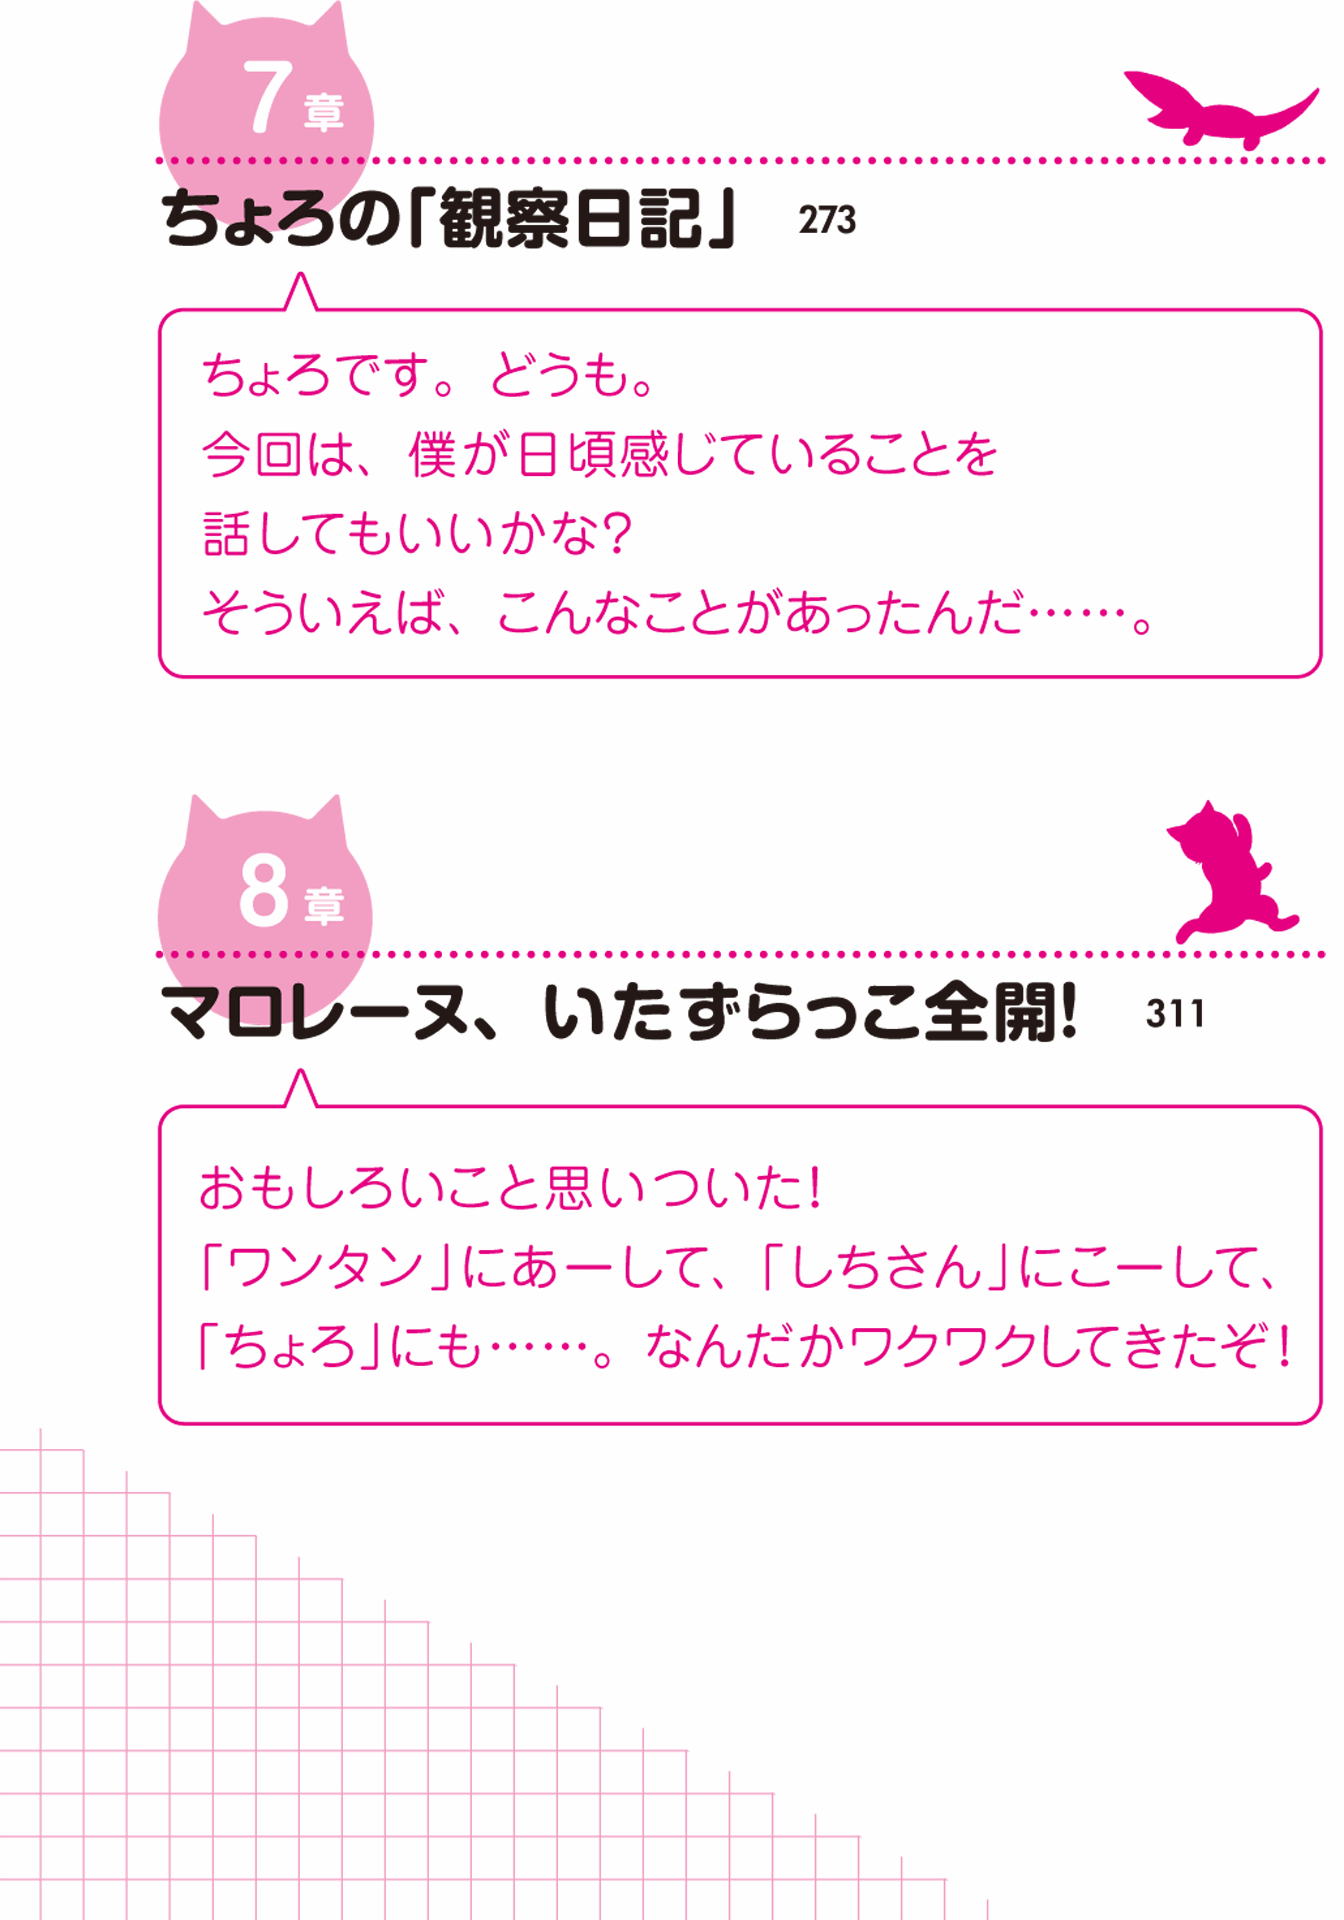 7章
ちょろの「観察日記」 273
ちょろです。どうも。
今回は、僕が日頃感じていることを
話してもいいかな？
そういえば、こんなことがあったんだ……。
8章
マロレーヌ、いたずらっこ全開！ 311
おもしろいこと思いついた！
「ワンタン」にあーして、「しちさん」にこーして、
「ちょろ」にも……。なんだかワクワクしてきたぞ！